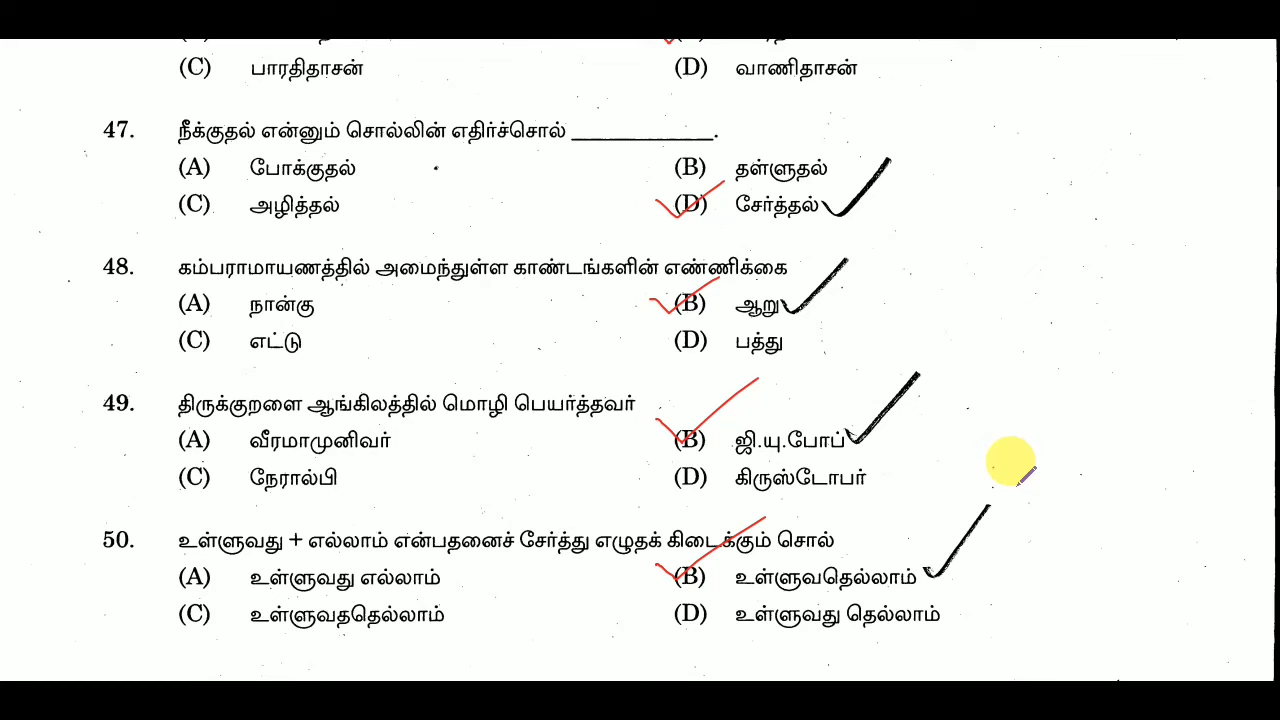 (C) பாரதிதாசன் (D) வாணிதாசன்
47. நீக்குதல் என்னும் சொல்லின் எதிர்ச்சொல் ____________.
(A) போக்குதல் (B) தள்ளுதல்
(C) அழித்தல் (D) சேர்த்தல்
48. கம்பராமாயணத்தில் அமைந்துள்ள காண்டங்களின் எண்ணிக்கை
(A) நான்கு (B) ஆறு
(C) எட்டு (D) பத்து
49. திருக்குறளை ஆங்கிலத்தில் மொழி பெயர்த்தவர்
(A) வீரமாமுனிவர் (B) ஜி.யு.போப்
(C) நேரால்பி (D) கிருஸ்டோபர்
50. உள்ளுவது + எல்லாம் என்பதனைச் சேர்த்து எழுதக் கிடைக்கும் சொல்
(A) உள்ளுவது எல்லாம் (B) உள்ளுவதெல்லாம்
(C) உள்ளுவததெல்லாம் (D) உள்ளுவது தெல்லாம்